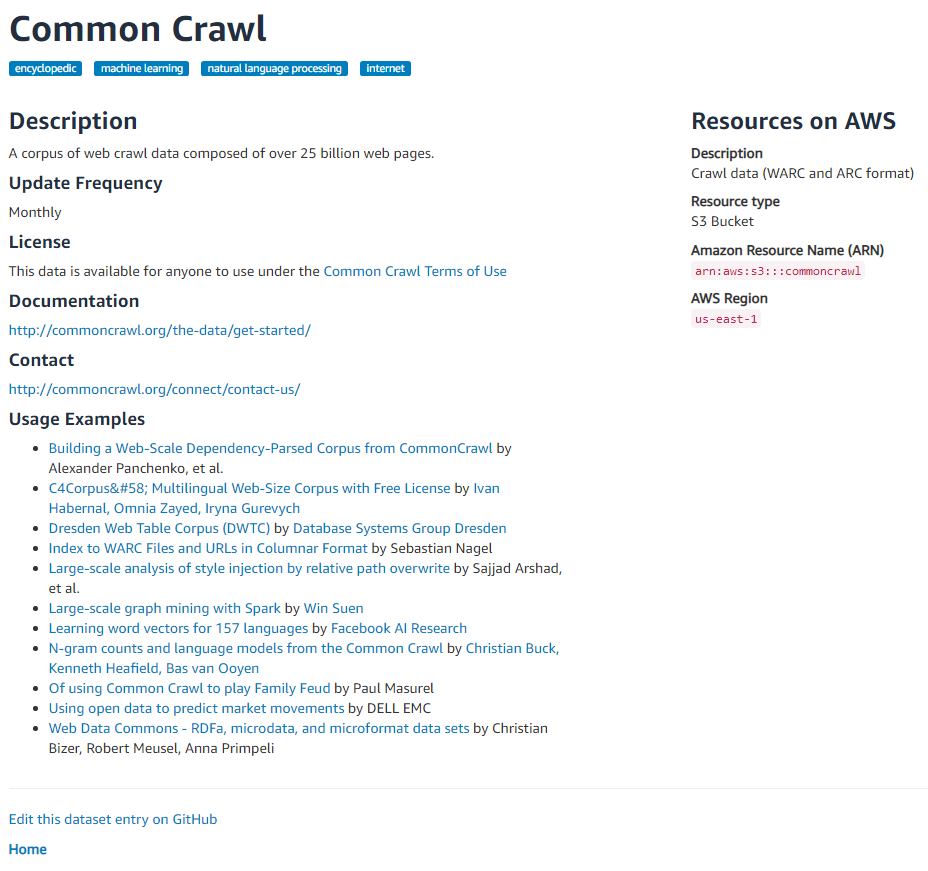 Common Crawl
encyclopedic machine learning natural language processing internet
Description
A corpus of web crawl data composed of over 25 billion web pages.
Update Frequency
Monthly
License
This data is available for anyone to use under the Common Crawl Terms of Use
Documentation
http://commoncrawl.org/the-data/get-started/
Contact
http://commoncrawl.org/connect/contact-us/
Usage Examples
Building a Web-Scale Dependency-Parsed Corpus from CommonCrawl by
Alexander Panchenko, et al.
C4Corpus&#58; Multilingual Web-Size Corpus with Free License by Ivan
Habernal, Omnia Zayed, Iryna Gurevych
Dresden Web Table Corpus (DWTC) by Database Systems Group Dresden
Index to WARC Files and URLs in Columnar Format by Sebastian Nagel
Large-scale analysis of style injection by relative path overwrite by Sajjad Arshad,
et al.
Large-scale graph mining with Spark by Win Suen
Learning word vectors for 157 languages by Facebook AI Research
N-gram counts and language models from the Common Crawl by Christian Buck,
Kenneth Heafield, Bas van Ooyen
Of using Common Crawl to play Family Feud by Paul Masurel
Using open data to predict market movements by DELL EMC
Web Data Commons - RDFa, microdata, and microformat data sets by Christian
Bizer, Robert Meusel, Anna Primpeli
Resources on AWS
Description
Crawl data (WARC and ARC format)
Resource type
S3 Bucket
Amazon Resource Name (ARN)
arn:aws:s3:::commoncrawl
AWS Region
us-east-1
Edit this dataset entry on GitHub
Home